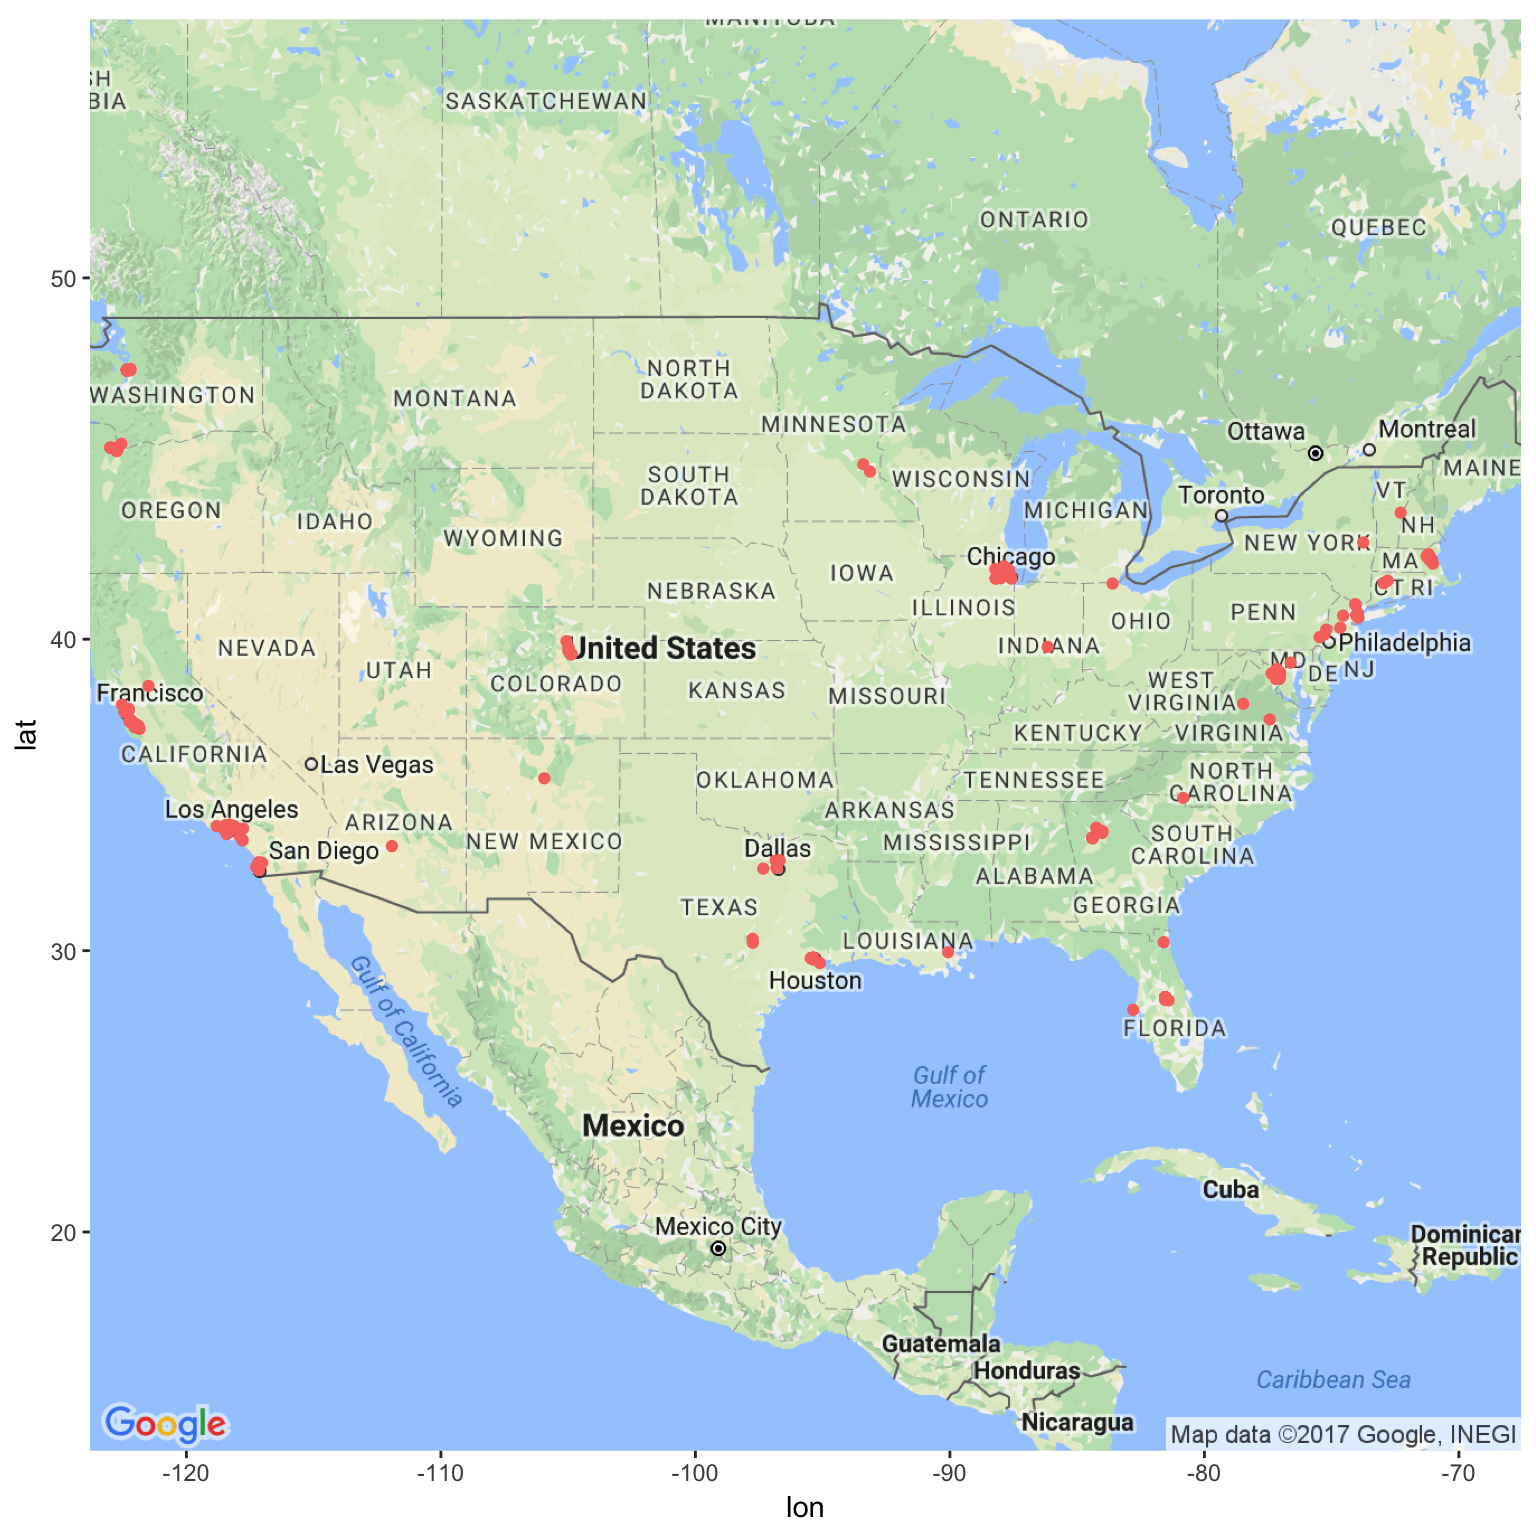 MANITOBA
SH
BIA
SASKATCHEWAN
ONTARIO
QUEBEC
50
NORTH
DAKOTA
WASHINGTON
MONTANA
MINNESOTA
Ottawa
Montreal
SOUTH
DAKOTA
WISCONSIN
MAINE
VT
Toronto
OREGON
IDAHO
MICHIGAN
NH
WYOMING
NEW YORK
Chicago
MA
IOWA
NEBRASKA
CT RI
ILLINOIS
OHIO
PENN
40
NEVADA
United States
INDIANA
Philadelphia
UTAH
MD
DE
NJ
COLORADO
KANSAS
MISSOURI
WEST
VIRGINIA
Francisco
KENTUCKY
VIRGINIA
lat
CALIFORNIA
Las Vegas
OKLAHOMA
TENNESSEE
NORTH
CAROLINA
Los Angeles
ARIZONA
NEW MEXICO
ARKANSAS
San Diego
Dallas
MISSISSIPPI
SOUTH
CAROLINA
ALABAMA
TEXAS
GEORGIA
30
LOUISIANA
Houston
Gulf of California
FLORIDA
Gulf of
Mexico
Mexico
Cuba
20
Mexico City
Dominican
Republic
Guatemala
Honduras
Caribbean Sea
Nicaragua
Google
Map data ©2017 Google, INEGI
-120
-110
-100
-90
-80
-70
lon